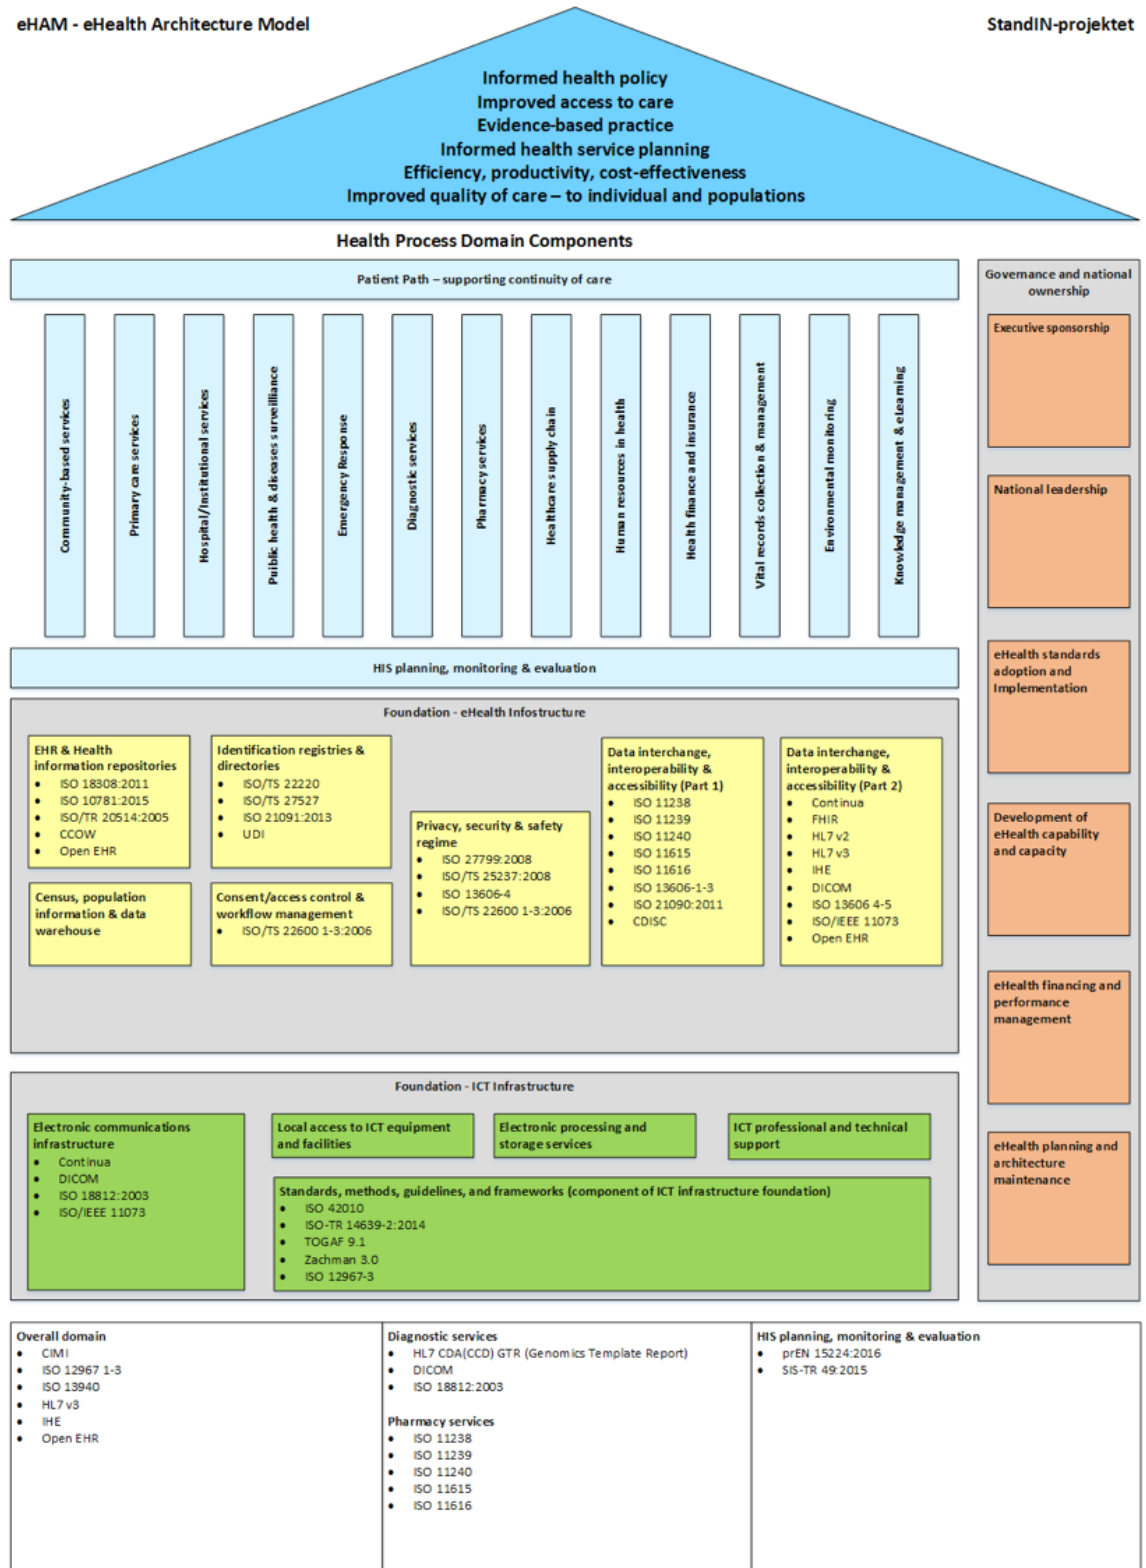 eHAM - eHealth Architecture Model
StandIN-projektet
Informed health policy
Improved access to care
Evidence-based practice
Informed health service planning
Efficiency, productivity, cost-effectiveness
Improved quality of care – to individual and populations
Health Process Domain Components
Patient Path – supporting continuity of care
Community-based services
Primary care services
Hospital/Institutional services
Puiblic health & diseases surveilliance
Emergency Response
Diagnostic services
Pharmacy services
Healthcare supply chain
Human resources in health
Health finance and insurance
Vital records collection & management
Environmental monitoring
Knowledge management & eLearning
HIS planning, monitoring & evaluation
Governance and national
ownership
Executive sponsorship
National leadership
eHealth standards
adoption and
Implementation
Development of
eHealth capability
and capacity
eHealth financing and
performance
management
eHealth planning and
architecture
maintenance
Foundation - eHealth Infostructure
EHR & Health
information repositories
• ISO 18308:2011
• ISO 10781:2015
• ISO/TR 20514:2005
• CCOW
• Open EHR
Census, population
information & data
warehouse
Identification registries &
directories
• ISO/TS 22220
• ISO/TS 27527
• ISO 21091:2013
• UDI
Consent/access control &
workflow management
• ISO/TS 22600 1-3:2006
Privacy, security & safety
regime
• ISO 27799:2008
• ISO/TS 25237:2008
• ISO 13606-4
• ISO/TS 22600 1-3:2006
Data interchange,
interoperability &
accessibility (Part 1)
• ISO 11238
• ISO 11239
• ISO 11240
• ISO 11615
• ISO 11616
• ISO 13606-1-3
• ISO 21090:2011
• CDISC
Data interchange,
interoperability &
accessibility (Part 2)
• Continua
• FHIR
• HL7 v2
• HL7 v3
• IHE
• DICOM
• ISO 13606 4-5
• ISO/IEEE 11073
• Open EHR
Foundation - ICT Infrastructure
Electronic communications
infrastructure
• Continua
• DICOM
• ISO 18812:2003
• ISO/IEEE 11073
Local access to ICT equipment
and facilities
Electronic processing and
storage services
ICT professional and technical
support
Standards, methods, guidelines, and frameworks (component of ICT infrastructure foundation)
• ISO 42010
• ISO-TR 14639-2:2014
• TOGAF 9.1
• Zachman 3.0
• ISO 12967-3
Overall domain
• CIMI
• ISO 12967 1-3
• ISO 13940
• HL7 v3
• IHE
• Open EHR
Diagnostic services
• HL7 CDA(CCD) GTR (Genomics Template Report)
• DICOM
• ISO 18812:2003
Pharmacy services
• ISO 11238
• ISO 11239
• ISO 11240
• ISO 11615
• ISO 11616
HIS planning, monitoring & evaluation
• prEN 15224:2016
• SIS-TR 49:2015